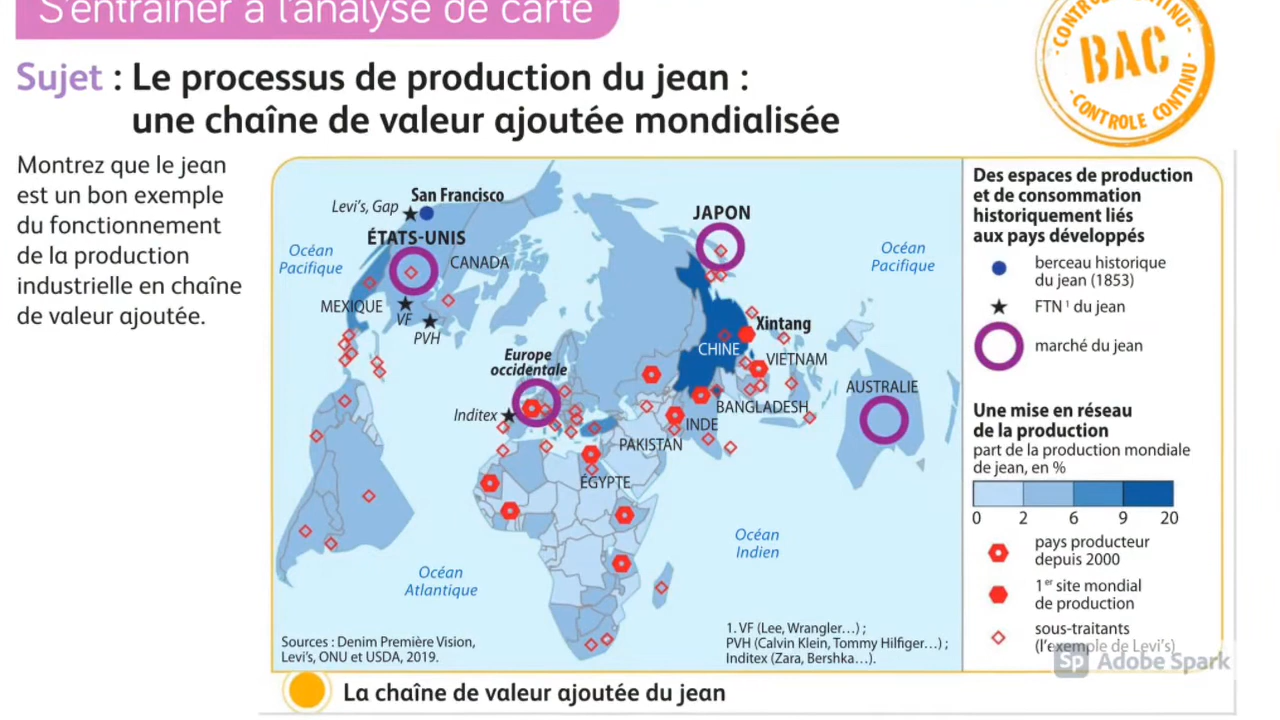 S'entraîner à l'analyse de carte
CONTRÔLE CONTINU
BAC
CONTROLE CONTINU
Sujet : Le processus de production du jean :
une chaîne de valeur ajoutée mondialisée
Montrez que le jean
est un bon exemple
du fonctionnement
de la production
industrielle en chaîne
de valeur ajoutée.
San Francisco
Levi's, Gap
ÉTATS-UNIS
Océan
Pacifique
CANADA
MEXIQUE
VF
PVH
Europe
occidentale
Inditex
JAPON
Océan
Pacifique
Xintang
CHINE
VIETNAM
AUSTRALIE
BANGLADESH
INDE
PAKISTAN
ÉGYPTE
Océan
Indien
Océan
Atlantique
Sources : Denim Première Vision,
Levi's, ONU et USDA, 2019.
1. VF (Lee, Wrangler...) ;
PVH (Calvin Klein, Tommy Hilfiger...) ;
Inditex (Zara, Bershka...).
Des espaces de production
et de consommation
historiquement liés
aux pays développés
berceau historique
du jean (1853)
FTN¹ du jean
marché du jean
Une mise en réseau
de la production
part de la production mondiale
de jean, en %
0 2 6 9 20
pays producteur
depuis 2000
1er site mondial
de production
sous-traitants
(l'exemple de Levi's)
Sp Adobe Spark
La chaîne de valeur ajoutée du jean